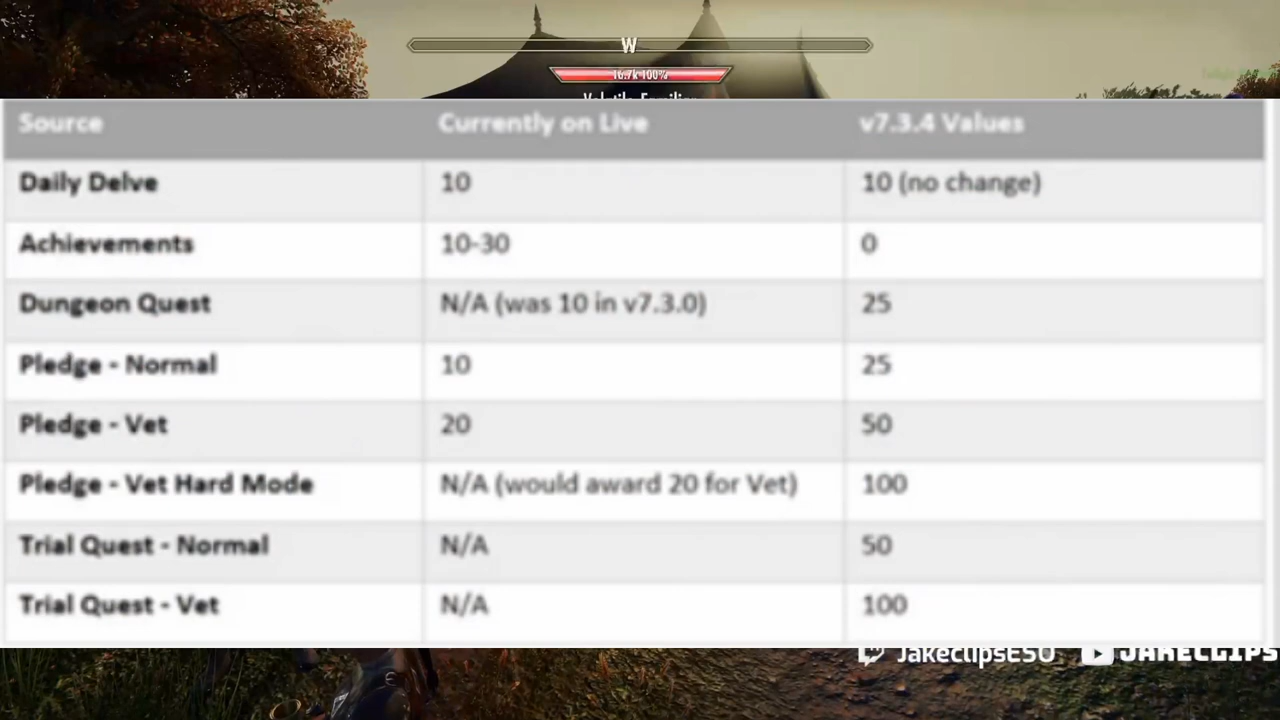 W
16.7k 100%
Volatile Familiar
Source Currently on Live v7.3.4 Values
Daily Delve 10 10 (no change)
Achievements 10-30 0
Dungeon Quest N/A (was 10 in v7.3.0) 25
Pledge - Normal 10 25
Pledge - Vet 20 50
Pledge - Vet Hard Mode N/A (would award 20 for Vet) 100
Trial Quest - Normal N/A 50
Trial Quest - Vet N/A 100
JakeclipsESO JAKECLIPS